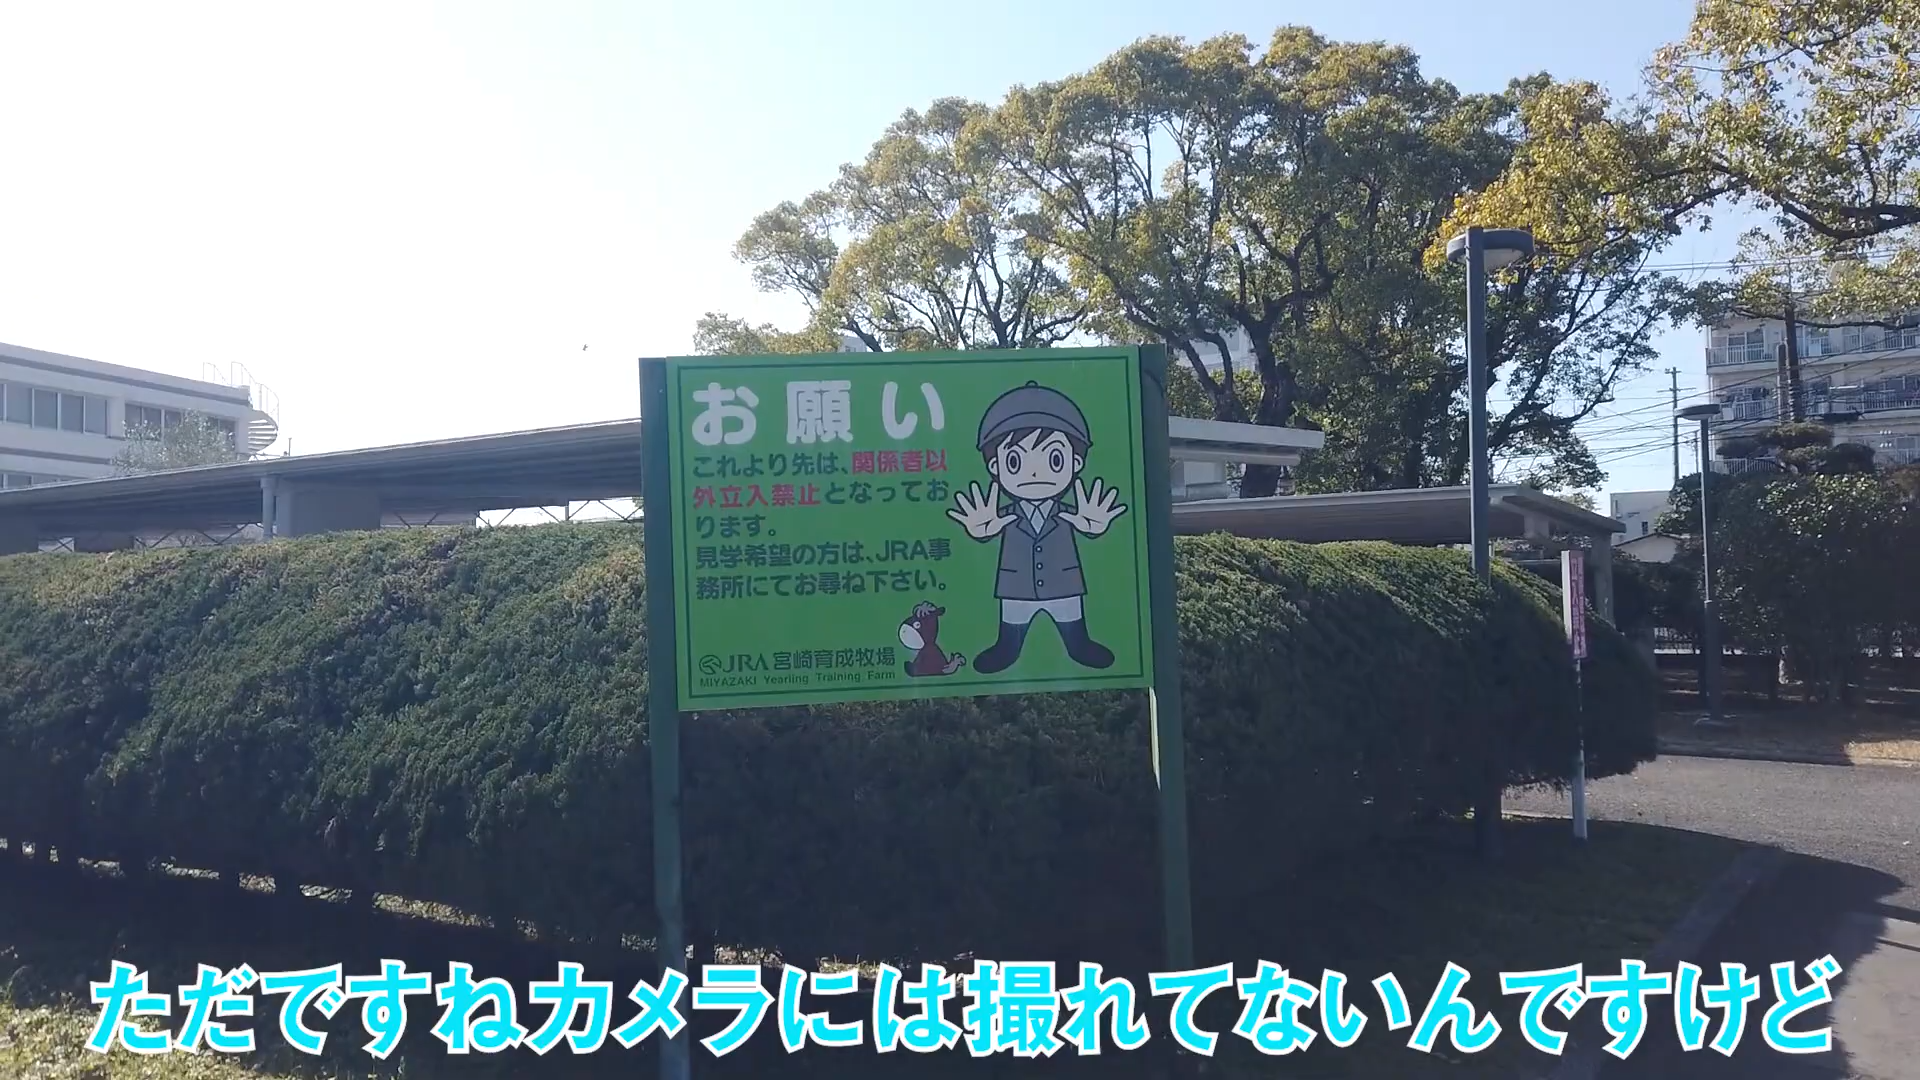 お願い
これより先は、関係者以
外立入禁止となってお
ります。
見学希望の方は、JRA事
務所にてお尋ね下さい。
JRA宮崎育成牧場
MIYAZAKI Yearling Training Farm
ただですねカメラには撮れてないんですけど